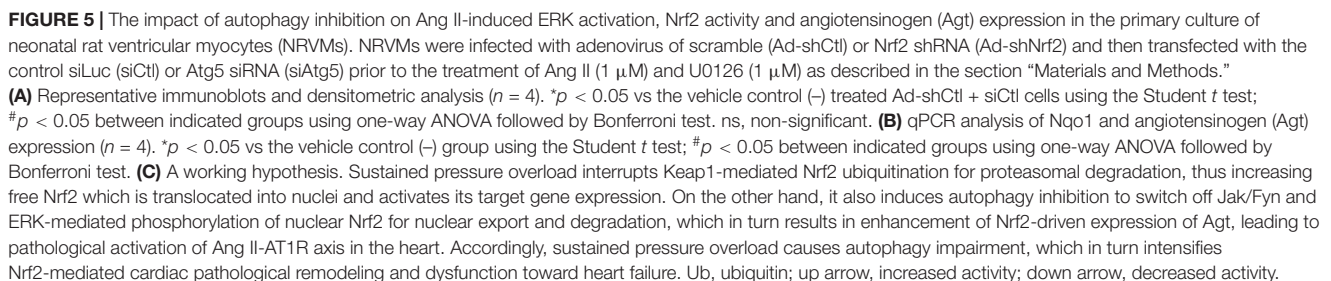 FIGURE 5 | The impact of autophagy inhibition on Ang II-induced ERK activation, Nrf2 activity and angiotensinogen (Agt) expression in the primary culture of
neonatal rat ventricular myocytes (NRVMs). NRVMs were infected with adenovirus of scramble (Ad-shCtl) or Nrf2 shRNA (Ad-shNrf2) and then transfected with the
control siLuc (siCtl) or Atg5 siRNA (siAtg5) prior to the treatment of Ang II (1 μM) and U0126 (1 μM) as described in the section “Materials and Methods.”
(A) Representative immunoblots and densitometric analysis (n = 4). *p < 0.05 vs the vehicle control (–) treated Ad-shCtl + siCtl cells using the Student t test;
#p < 0.05 between indicated groups using one-way ANOVA followed by Bonferroni test. ns, non-significant. (B) qPCR analysis of Nqo1 and angiotensinogen (Agt)
expression (n = 4). *p < 0.05 vs the vehicle control (–) group using the Student t test; #p < 0.05 between indicated groups using one-way ANOVA followed by
Bonferroni test. (C) A working hypothesis. Sustained pressure overload interrupts Keap1-mediated Nrf2 ubiquitination for proteasomal degradation, thus increasing
free Nrf2 which is translocated into nuclei and activates its target gene expression. On the other hand, it also induces autophagy inhibition to switch off Jak/Fyn and
ERK-mediated phosphorylation of nuclear Nrf2 for nuclear export and degradation, which in turn results in enhancement of Nrf2-driven expression of Agt, leading to
pathological activation of Ang II-AT1R axis in the heart. Accordingly, sustained pressure overload causes autophagy impairment, which in turn intensifies
Nrf2-mediated cardiac pathological remodeling and dysfunction toward heart failure. Ub, ubiquitin; up arrow, increased activity; down arrow, decreased activity.